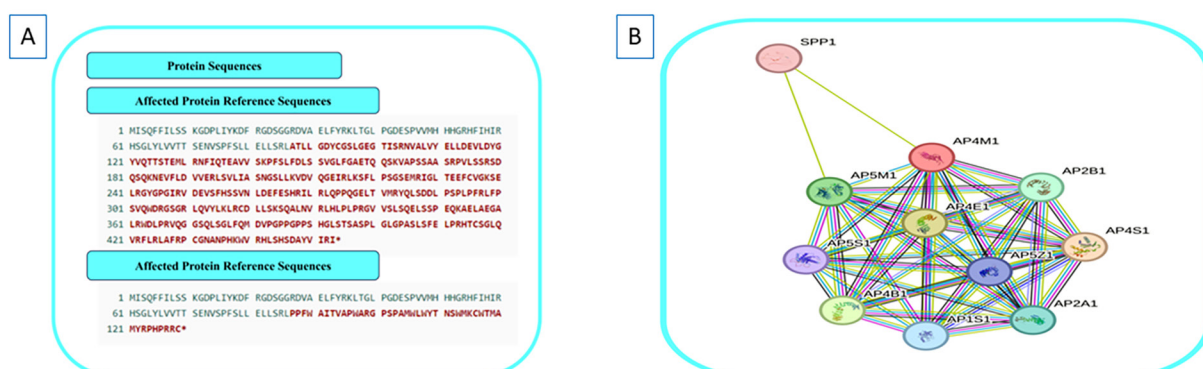 A
Protein Sequences
Affected Protein Reference Sequences
1 MISQFFILSS KGDPLIYKDF RGDSGGRDVA ELFYRKLTGL PGDESPVVMH HHGRHFIHIR
61 HSGLYLVVTT SENVSPFSLL ELLSRLATLL GDYCGSLGEG TISRNVALVY ELLDEVLDYG
121 YVQTTSTEML RNFIQTEAVV SKPFSLFDLS SVGLFGAETQ QSKVAPSSAA SRPVLSSRSD
181 QSQKNEVFLD VVERLSVLIA SNGSLLKVDV QGEIRLKSFL PSGSEMRIGL TEEFCVGKSE
241 LRGYGPGIRV DEVSFHSSVN LDEFESHRIL RLQPPQGELT VMRYQLSDDL PSPLPFRLFP
301 SVQWDRGSGR LQVYLKLRCD LLSKSQALNV RLHLPLPRGV VSLSQELSSP EQKAELAEGA
361 LRWDLPRVQG GSQLSGLFQM DVPGPPGPPS HGLSTSASPL GLGPASLSFE LPRHTCSGLQ
421 VRFLRLAFRP CGNANPHKWV RHLSHSDAYV IRI*
Affected Protein Reference Sequences
1 MISQFFILSS KGDPLIYKDF RGDSGGRDVA ELFYRKLTGL PGDESPVVMH HHGRHFIHIR
61 HSGLYLVVTT SENVSPFSLL ELLSRLPPFW AITVAPWARG PSPAMWLWYT NSWMKCWTMA
121 MYRPHPRRC*
B
SPP1
AP4M1
AP5M1
AP2B1
AP4E1
AP4S1
AP5S1
AP5Z1
AP4B1
AP2A1
AP1S1